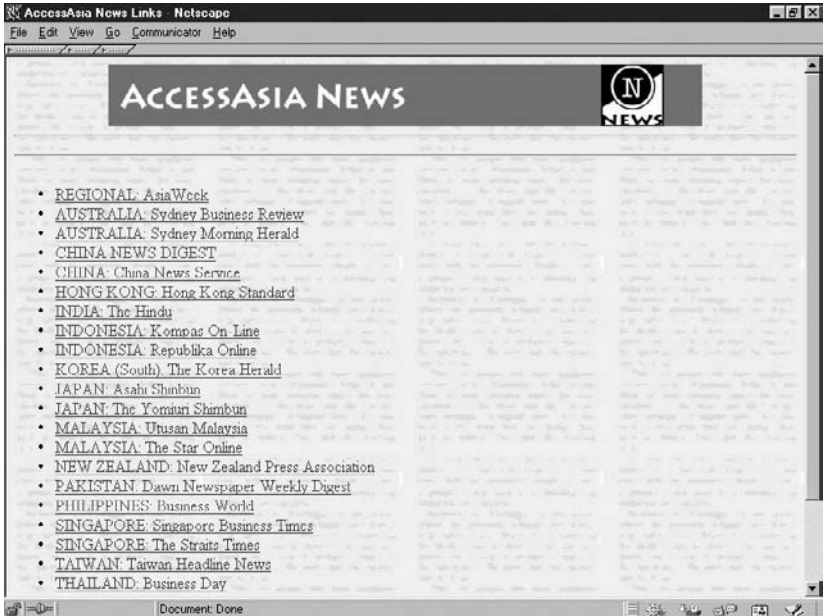 AccessAsia News Links - Netscape
File Edit View Go Communicator Help
ACCESSASIA NEWS
N
NEWS
REGIONAL: AsiaWeek
AUSTRALIA: Sydney Business Review
AUSTRALIA: Sydney Morning Herald
CHINA NEWS DIGEST
CHINA: China News Service
HONG KONG: Hong Kong Standard
INDIA: The Hindu
INDONESIA: Kompas On-Line
INDONESIA: Republika Online
KOREA (South). The Korea Herald
JAPAN: Asahi Shinbun
JAPAN: The Yomiuri Shimbun
MALAYSIA: Utusan Malaysia
MALAYSIA: The Star Online
NEW ZEALAND: New Zealand Press Association
PAKISTAN: Dawn Newspaper Weekly Digest
PHILIPPINES: Business World
SINGAPORE: Singapore Business Times
SINGAPORE: The Straits Times
TAIWAN: Taiwan Headline News
THAILAND: Business Day
Document: Done